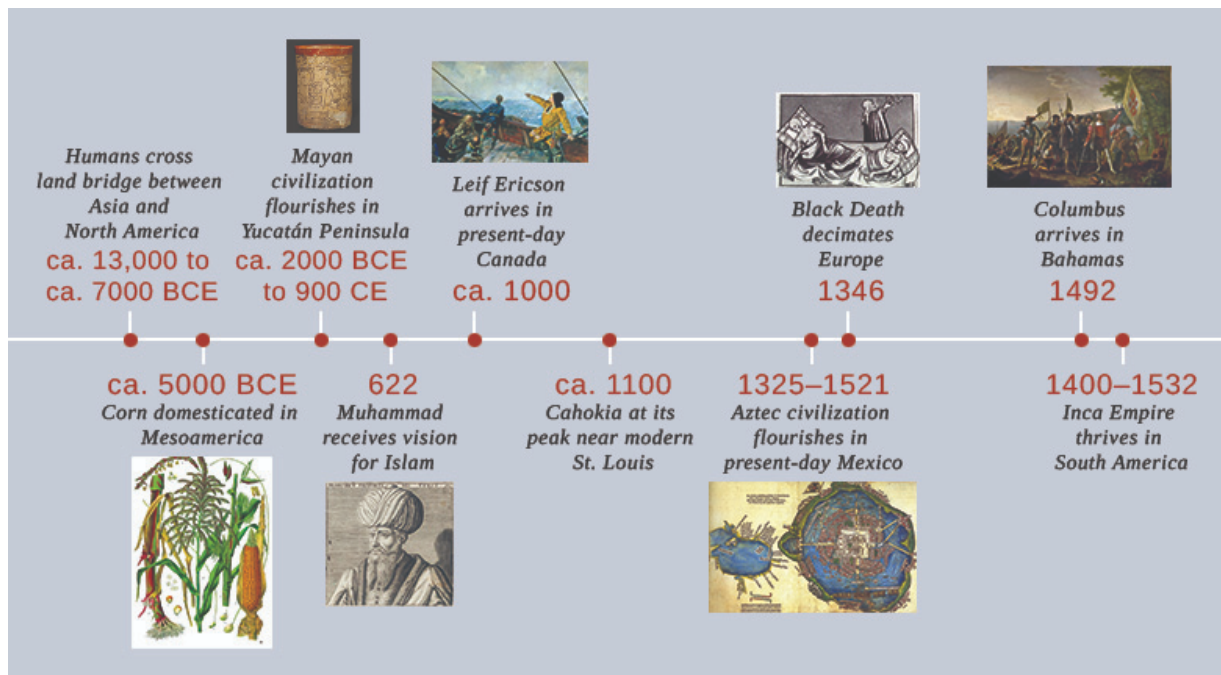 Humans cross
land bridge between
Asia and
North America
ca. 13,000 to
ca. 7000 BCE
Mayan
civilization
flourishes in
Yucatán Peninsula
ca. 2000 BCE
to 900 CE
Leif Ericson
arrives in
present-day
Canada
ca. 1000
Black Death
decimates
Europe
1346
Columbus
arrives in
Bahamas
1492
ca. 5000 BCE
Corn domesticated in
Mesoamerica
622
Muhammad
receives vision
for Islam
ca. 1100
Cahokia at its
peak near modern
St. Louis
1325–1521
Aztec civilization
flourishes in
present-day Mexico
1400–1532
Inca Empire
thrives in
South America